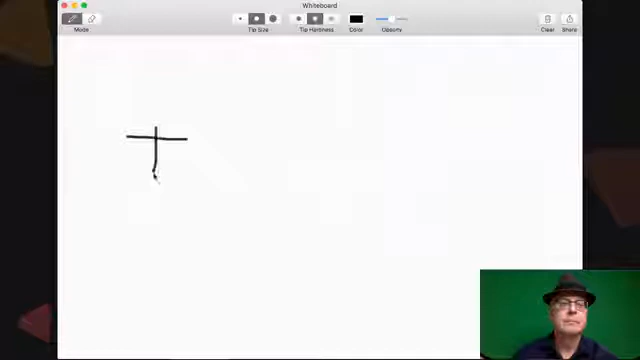 Whiteboard
Mode
Tip Size
Tip Hardness
Color
Opacity
Clear
Share